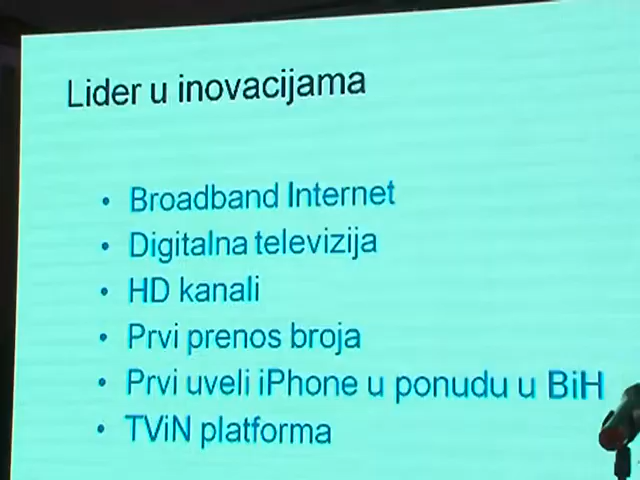 Lider u inovacijama
• Broadband Internet
• Digitalna televizija
• HD kanali
• Prvi prenos broja
• Prvi uveli iPhone u ponudu u BiH
• TViN platforma